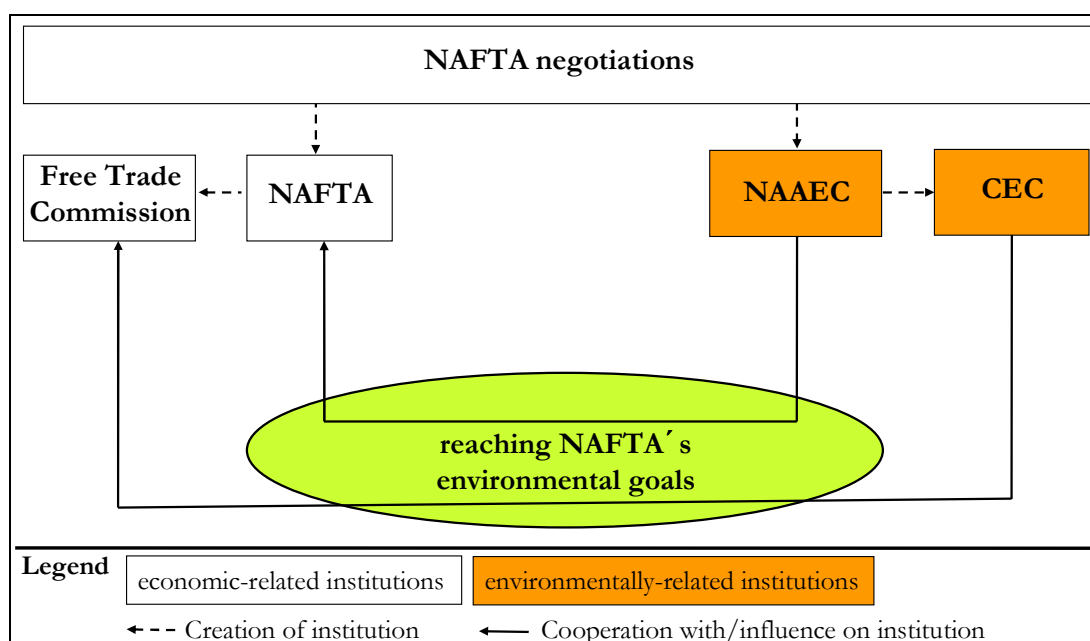 NAFTA negotiations
Free Trade
Commission
NAFTA
NAAEC
CEC
reaching NAFTA´s
environmental goals
Legend
economic-related institutions
environmentally-related institutions
Creation of institution
Cooperation with/influence on institution